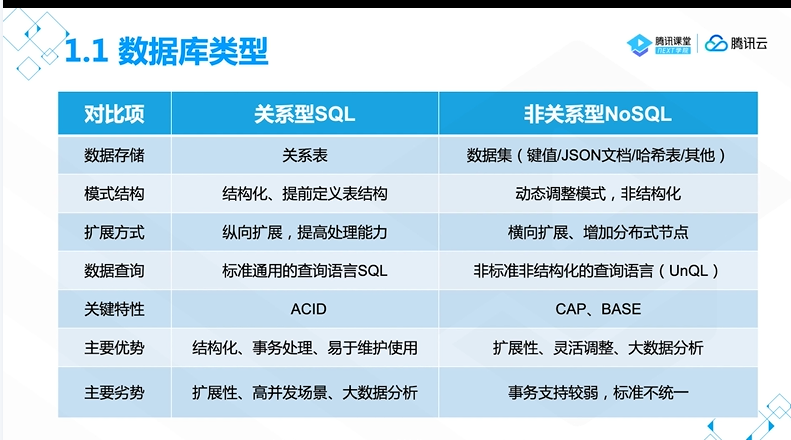 1.1 数据库类型
腾讯课堂
NEXT学院
腾讯云
对比项 关系型SQL 非关系型NoSQL
数据存储 关系表 数据集（键值/JSON文档/哈希表/其他）
模式结构 结构化、提前定义表结构 动态调整模式，非结构化
扩展方式 纵向扩展，提高处理能力 横向扩展、增加分布式节点
数据查询 标准通用的查询语言SQL 非标准非结构化的查询语言（UnQL）
关键特性 ACID CAP、BASE
主要优势 结构化、事务处理、易于维护使用 扩展性、灵活调整、大数据分析
主要劣势 扩展性、高并发场景、大数据分析 事务支持较弱，标准不统一